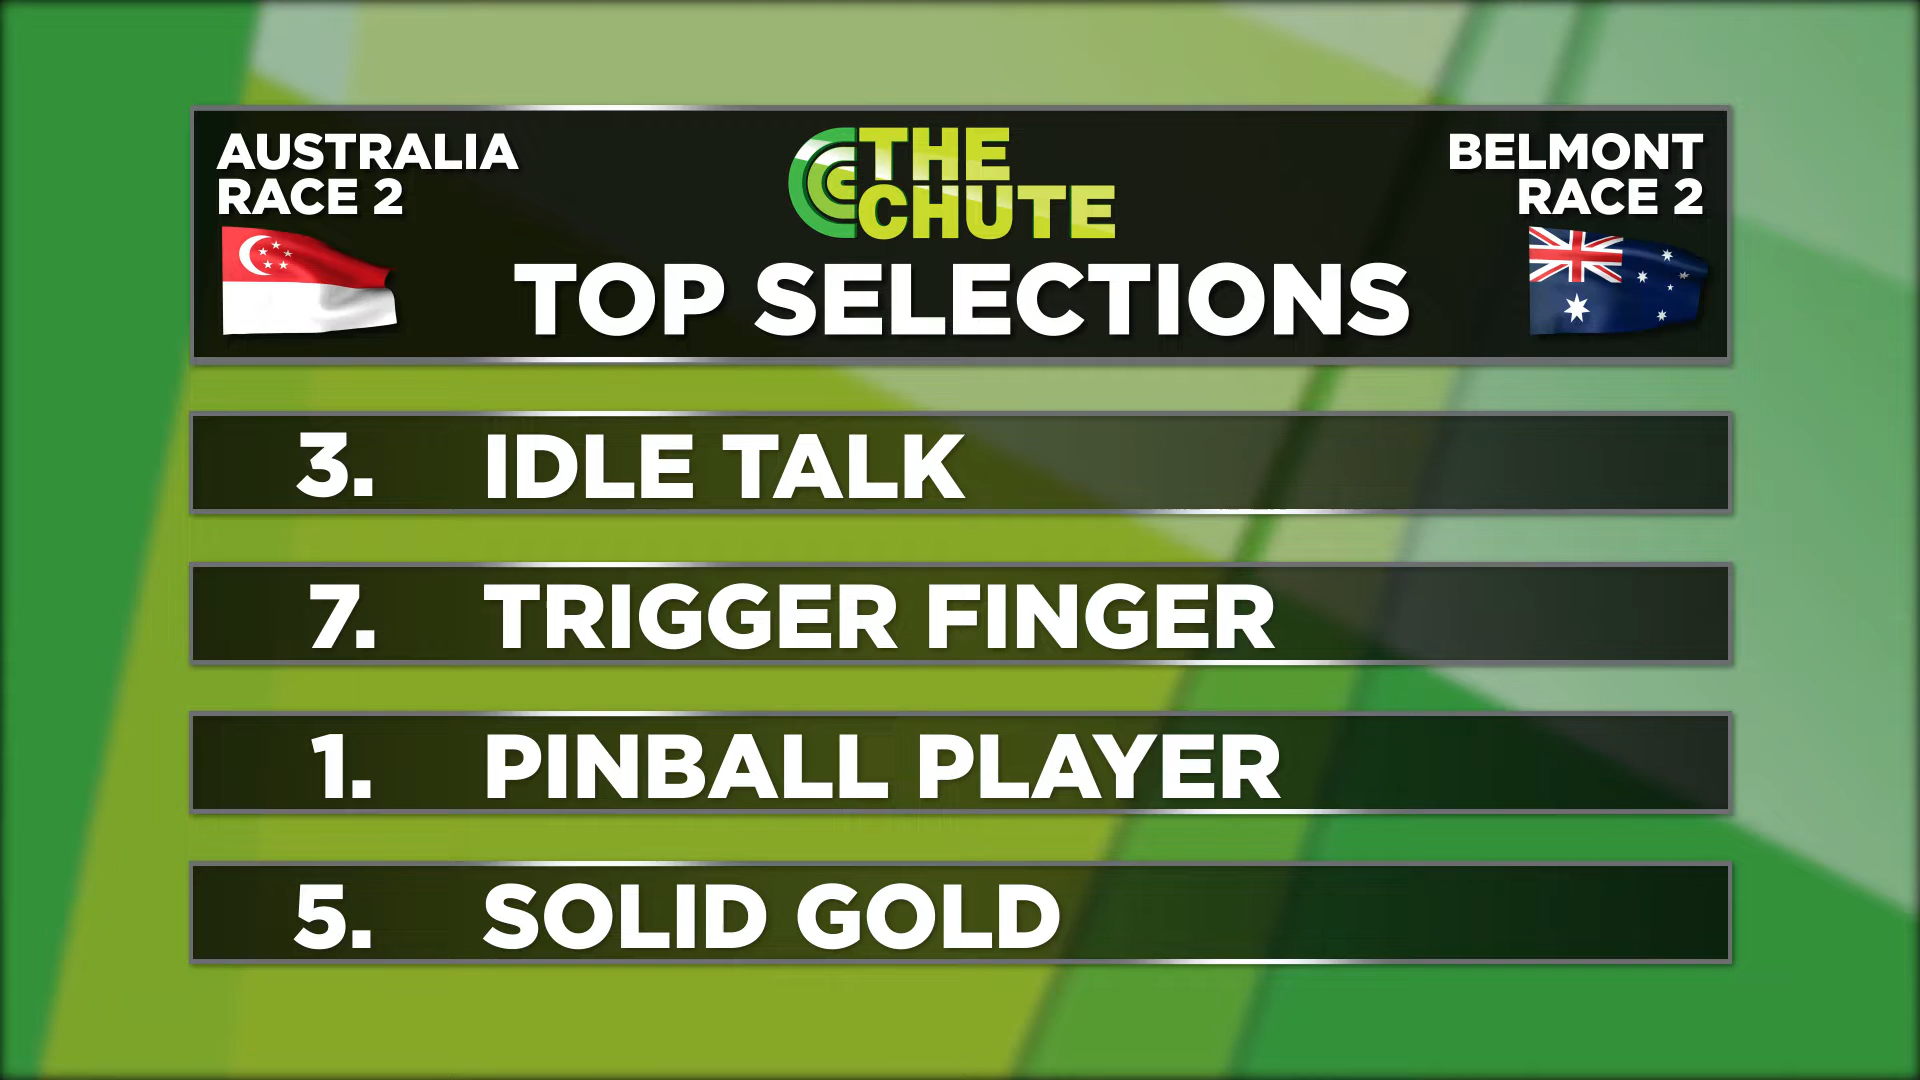 AUSTRALIA
RACE 2
THE
CHUTE
BELMONT
RACE 2
TOP SELECTIONS
3. IDLE TALK
7. TRIGGER FINGER
1. PINBALL PLAYER
5. SOLID GOLD